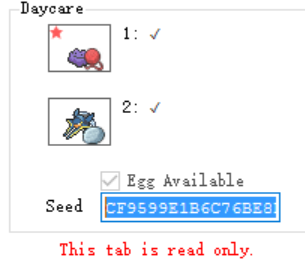 Daycare
1: ✓
2: ✓
Egg Available
Seed
CF9599E1B6C76BE8
This tab is read only.